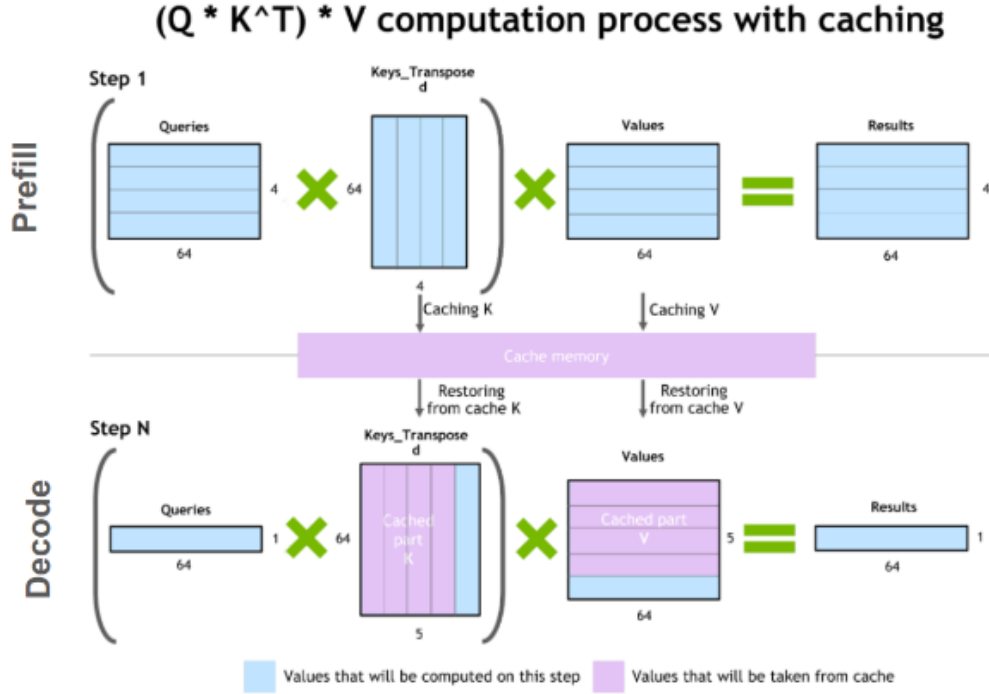 (Q * K^T) * V computation process with caching
Prefill
Step 1
Queries
4
64
64
Keys_Transpose
d
4
Values
64
Results
4
64
Caching K
Caching V
Cache memory
Restoring
from cache K
Restoring
from cache V
Decode
Step N
Queries
1
64
64
Keys_Transpose
d
Cached
part
K
5
Values
Cached part
V
5
64
Results
1
64
Values that will be computed on this step
Values that will be taken from cache